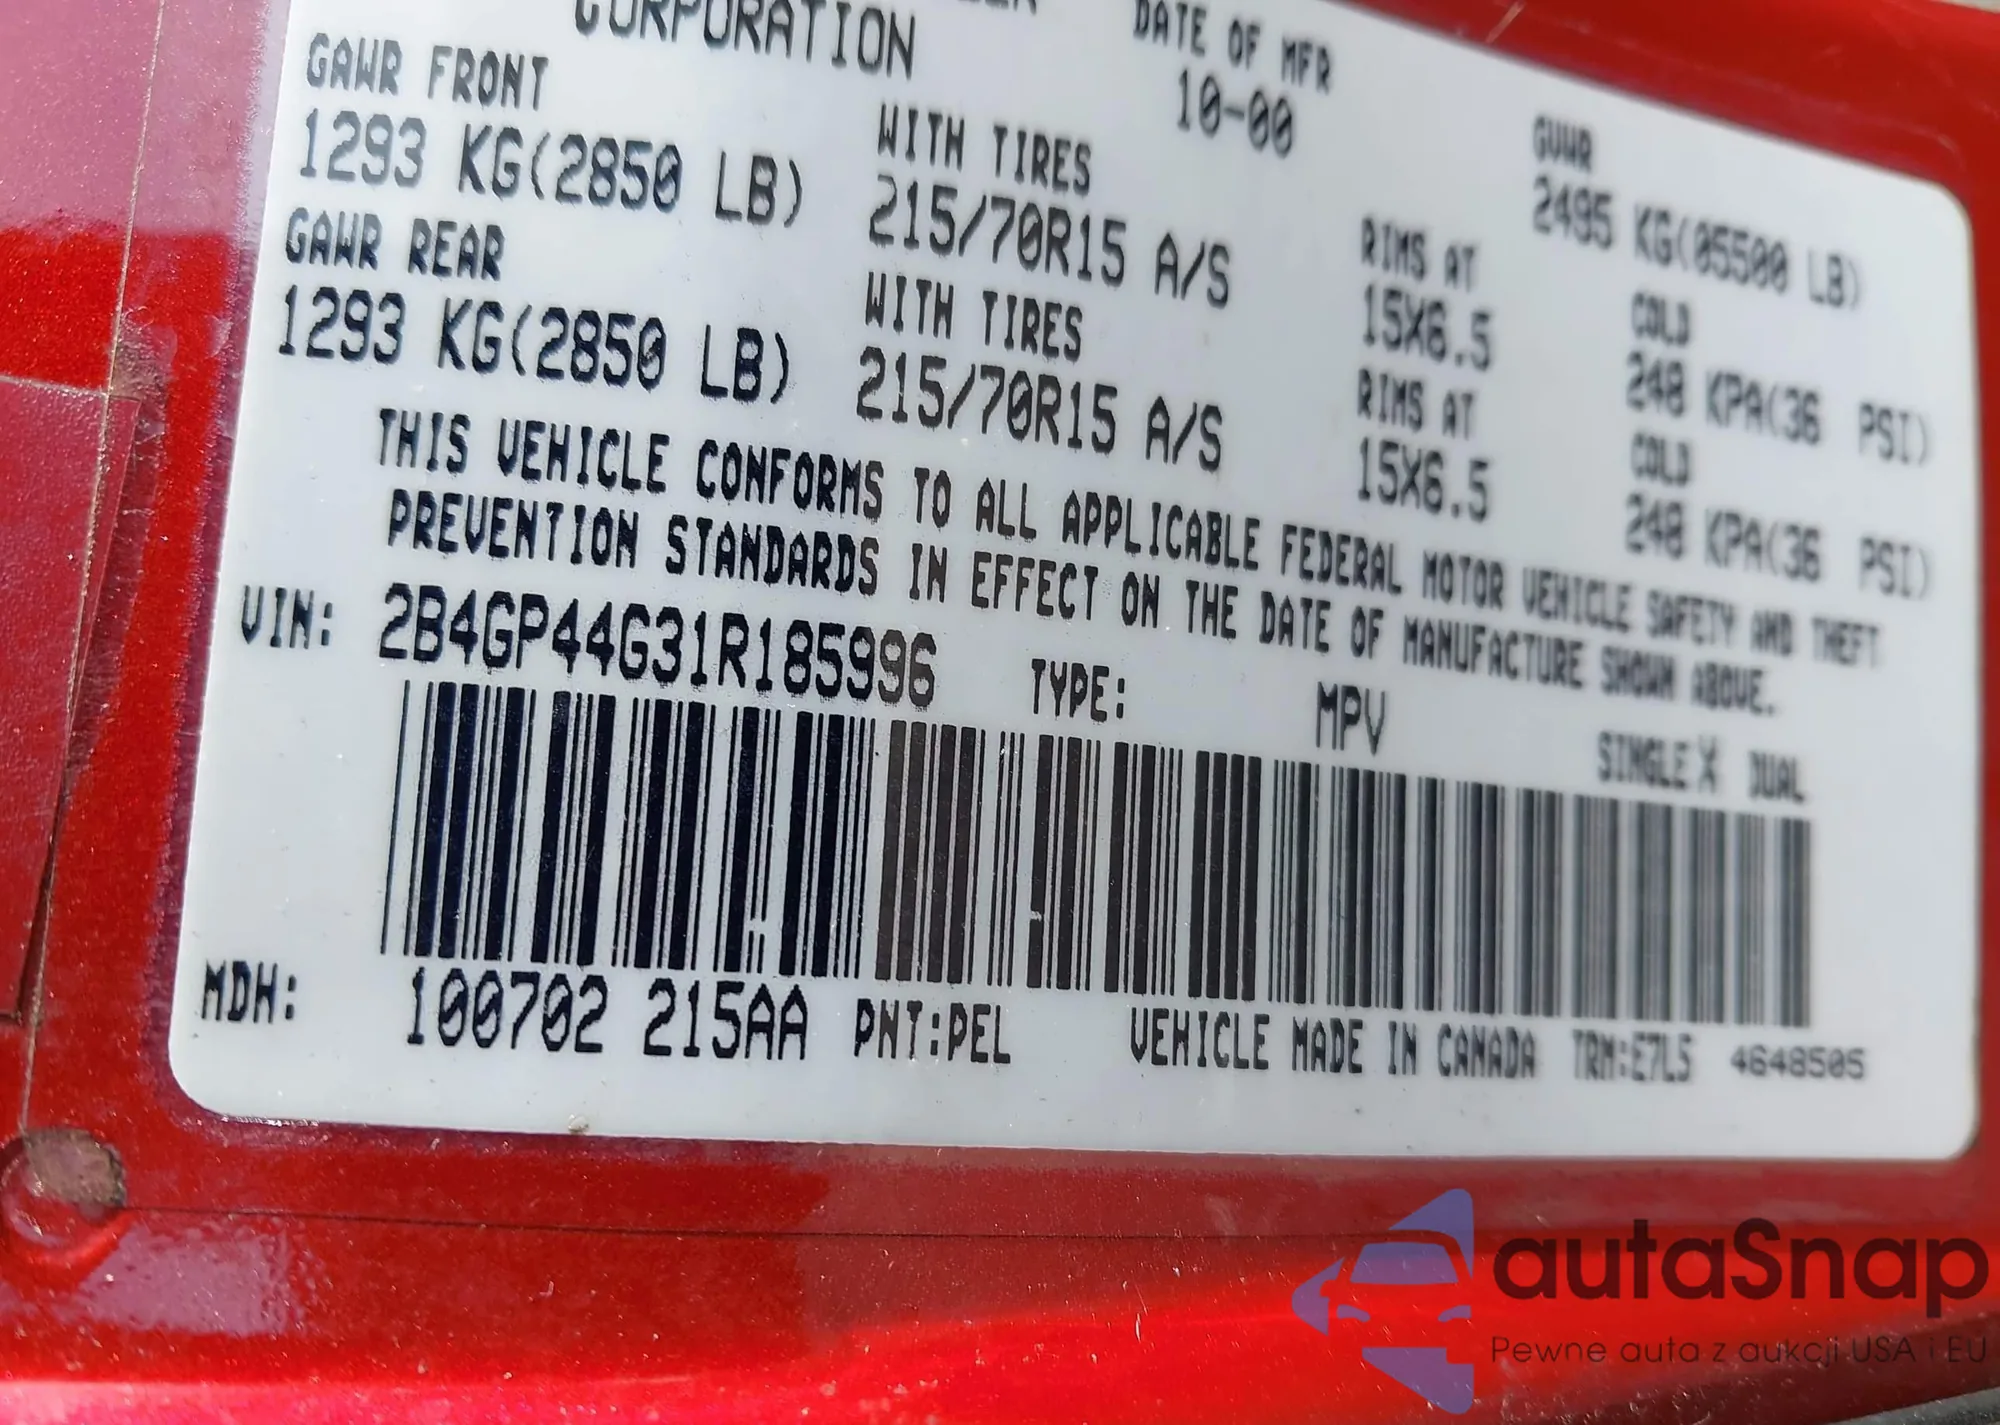 CORPORATION DATE OF MFR
10-00 GVWR
GAWR FRONT WITH TIRES RIMS AT 2495 KG(05500 LB)
1293 KG(2850 LB) 215/70R15 A/S 15X6.5 COLD
248 KPA(36 PSI)
GAWR REAR WITH TIRES RIMS AT COLD
1293 KG(2850 LB) 215/70R15 A/S 15X6.5 248 KPA(36 PSI)
THIS VEHICLE CONFORMS TO ALL APPLICABLE FEDERAL MOTOR VEHICLE SAFETY AND THEFT
PREVENTION STANDARDS IN EFFECT ON THE DATE OF MANUFACTURE SHOWN ABOVE.
VIN: 2B4GP44G31R185996 TYPE: MPV SINGLE X DUAL
MDH: 100702 215AA PNT:PEL VEHICLE MADE IN CANADA TRM:E7L5 4648505
autaSnap
Pewne auta z aukcji USA i EU